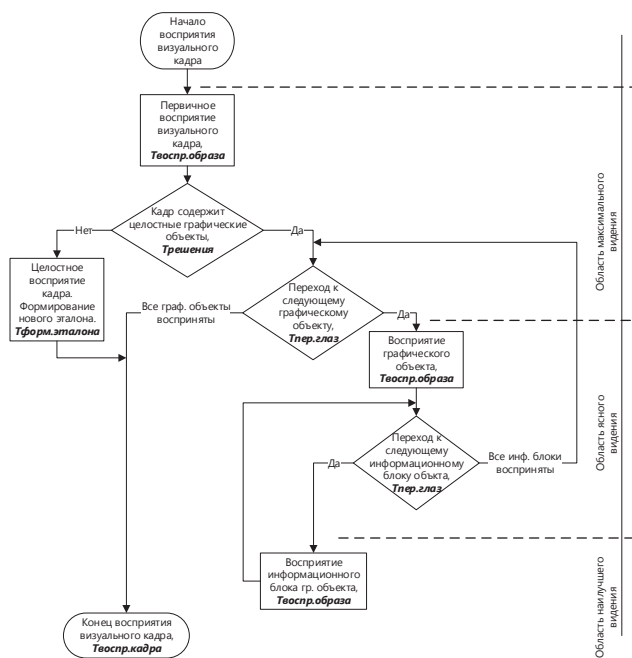 Начало
восприятия
визуального
кадра
Первичное
восприятие
визуального
кадра,
Твоспр.образа
Кадр содержит
целостные графические
объекты,
Трешения
Нет
Да
Целостное
восприятие
кадра.
Формирование
нового эталона.
Тформ.эталона
Все граф. объекты
восприняты
Переход к
следующему
графическому
объекту,
Тпер.глаз
Да
Восприятие
графического
объекта,
Твоспр.образа
Переход к
следующему
информационному
блоку объкта,
Тпер.глаз
Да
Все инф. блоки
восприняты
Восприятие
информационного
блока гр. объекта,
Твоспр.образа
Конец восприятия
визуального кадра,
Твоспр.кадра
Область максимального
видения
Область ясного
видения
Область наилучшего
видения